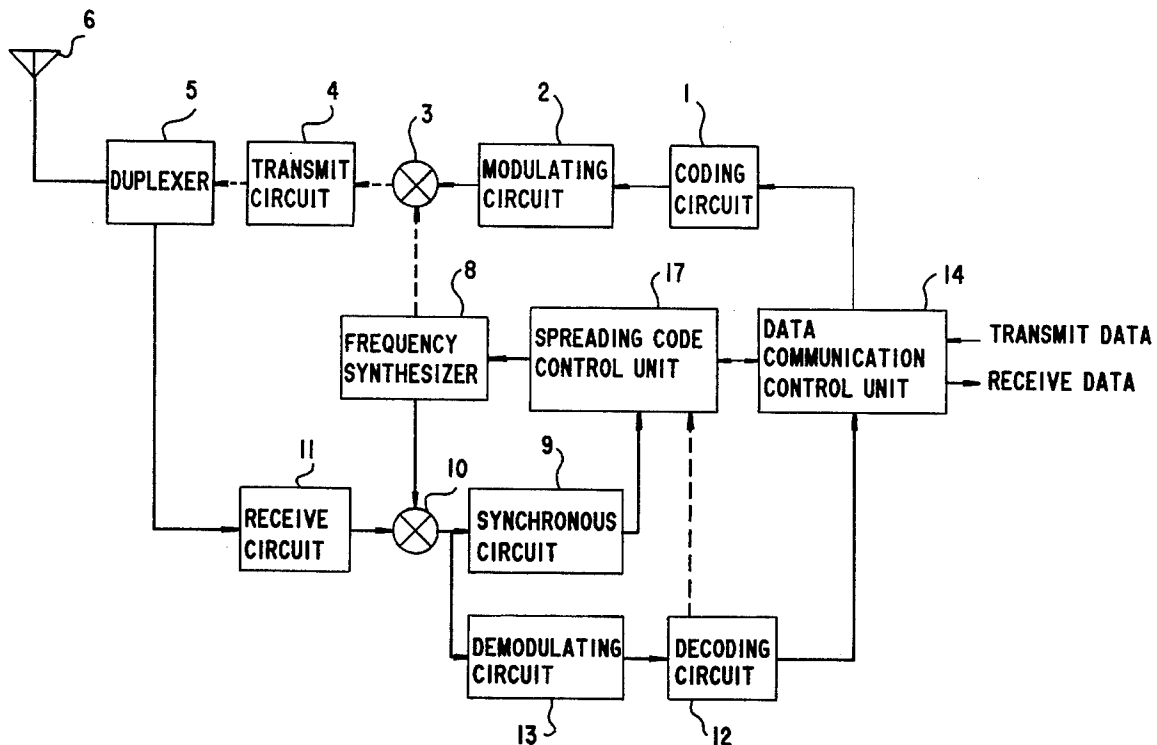 6
5
4
3
2
1
DUPLEXER
TRANSMIT
CIRCUIT
MODULATING
CIRCUIT
CODING
CIRCUIT
8
17
14
FREQUENCY
SYNTHESIZER
SPREADING CODE
CONTROL UNIT
DATA
COMMUNICATION
CONTROL UNIT
TRANSMIT DATA
RECEIVE DATA
11
10
9
RECEIVE
CIRCUIT
SYNCHRONOUS
CIRCUIT
DEMODULATING
CIRCUIT
DECODING
CIRCUIT
13
12